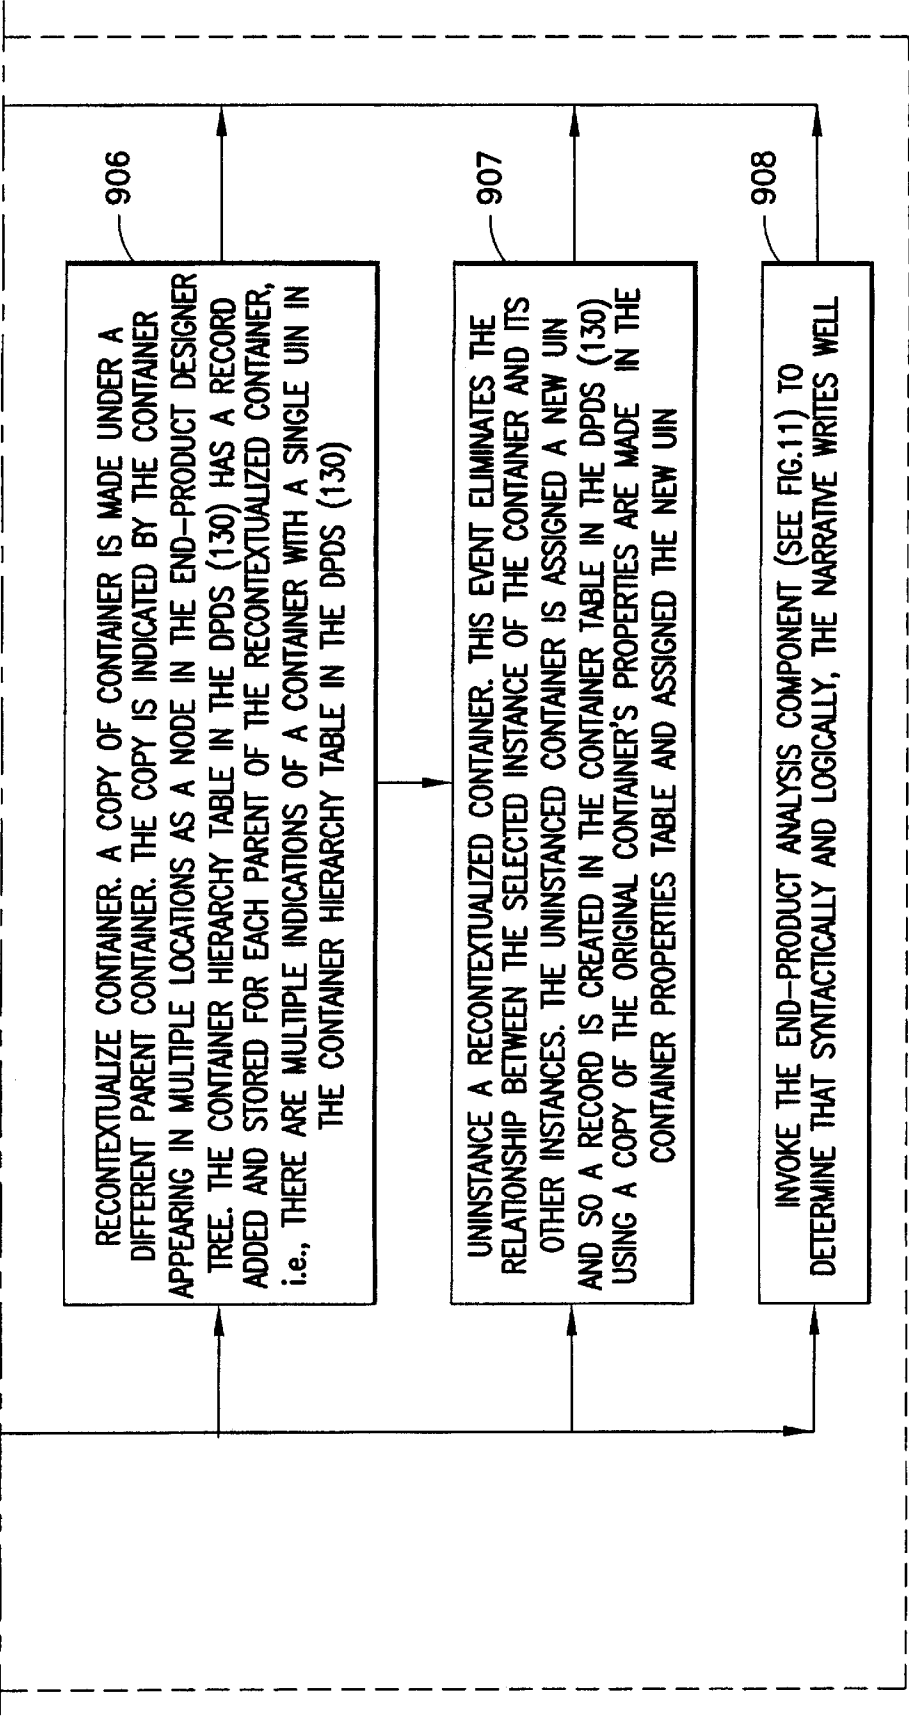 906
RECONTEXTUALIZE CONTAINER. A COPY OF CONTAINER IS MADE UNDER A
DIFFERENT PARENT CONTAINER. THE COPY IS INDICATED BY THE CONTAINER
APPEARING IN MULTIPLE LOCATIONS AS A NODE IN THE END-PRODUCT DESIGNER
TREE. THE CONTAINER HIERARCHY TABLE IN THE DPDS (130) HAS A RECORD
ADDED AND STORED FOR EACH PARENT OF THE RECONTEXTUALIZED CONTAINER,
i.e., THERE ARE MULTIPLE INDICATIONS OF A CONTAINER WITH A SINGLE UIN IN
THE CONTAINER HIERARCHY TABLE IN THE DPDS (130)
907
UNINSTANCE A RECONTEXTUALIZED CONTAINER. THIS EVENT ELIMINATES THE
RELATIONSHIP BETWEEN THE SELECTED INSTANCE OF THE CONTAINER AND ITS
OTHER INSTANCES. THE UNINSTANCED CONTAINER IS ASSIGNED A NEW UIN
AND SO A RECORD IS CREATED IN THE CONTAINER TABLE IN THE DPDS (130)
USING A COPY OF THE ORIGINAL CONTAINER'S PROPERTIES ARE MADE IN THE
CONTAINER PROPERTIES TABLE AND ASSIGNED THE NEW UIN
908
INVOKE THE END-PRODUCT ANALYSIS COMPONENT (SEE FIG.11) TO
DETERMINE THAT SYNTACTICALLY AND LOGICALLY, THE NARRATIVE WRITES WELL